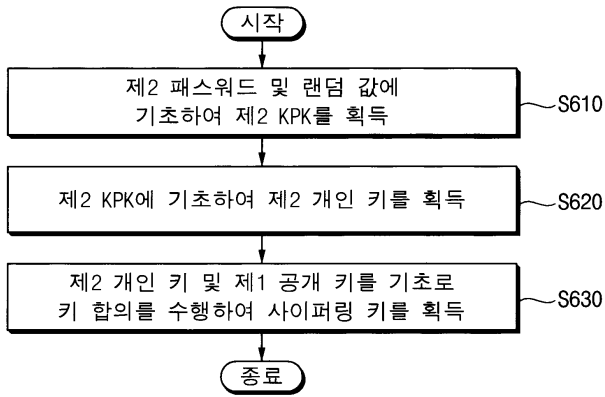 시작
제2 패스워드 및 랜덤 값에
기초하여 제2 KPK를 획득
S610
제2 KPK에 기초하여 제2 개인 키를 획득
S620
제2 개인 키 및 제1 공개 키를 기초로
키 합의를 수행하여 사이퍼링 키를 획득
S630
종료